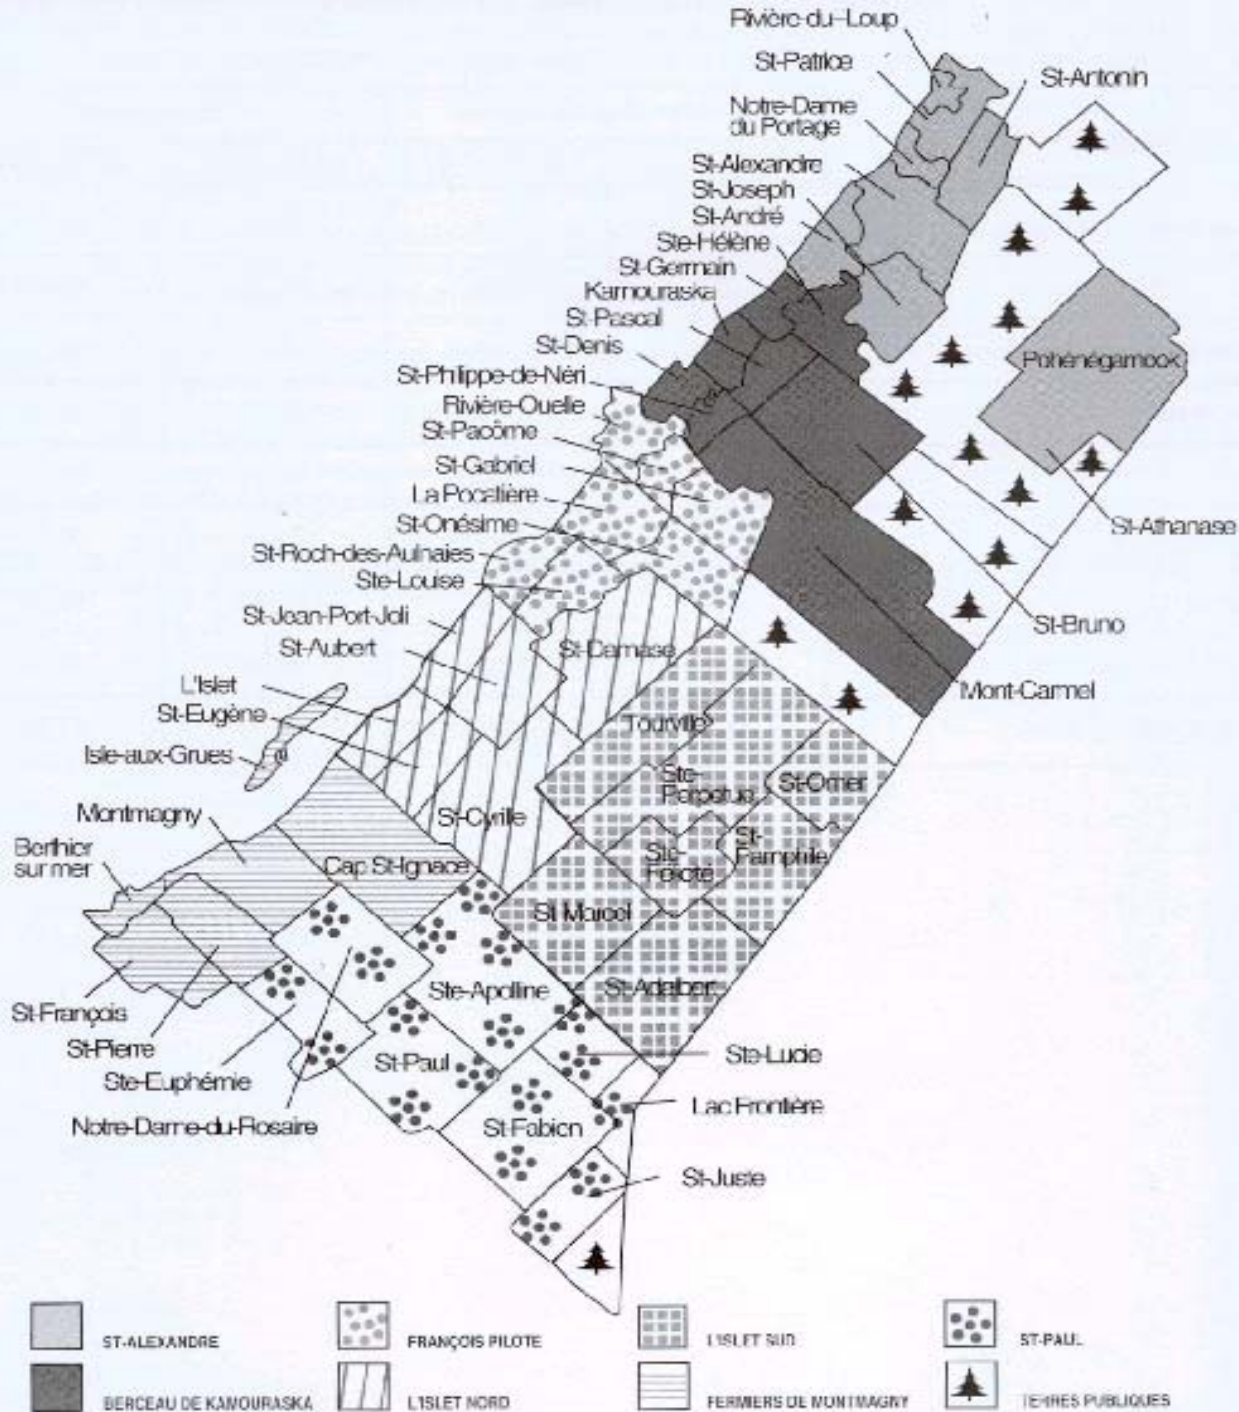 Rivière-du-Loup
St-Patrice
St-Antonin
Notre-Dame
du Portage
St-Alexandre
St-Joseph
St-André
Ste-Hélène
St-Germain
Kamouraska
St-Pascal
St-Denis
Pohénégamook
St-Philippe-de-Néri
Rivière-Ouelle
St-Pacôme
St-Gabriel
La Pocatière
St-Onésime
St-Athanase
St-Roch-des-Aulnaies
Ste-Louise
St-Jean-Port-Joli
St-Bruno
St-Aubert
St-Damase
L'Islet
Mont-Carmel
St-Eugène
Tourville
Isle-aux-Grues
Ste-
Perpétue
St-Omer
Montmagny
St-Cyrille
St-
Pamphile
Berthier
sur mer
Cap St-Ignace
Ste-
Félicité
St-Marcel
Ste-Apolline
St-Adalbert
St-François
St-Pierre
St-Paul
Ste-Lucie
Ste-Euphémie
Lac Frontière
Notre-Dame-du-Rosaire
St-Fabien
St-Juste
ST-ALEXANDRE
FRANÇOIS PILOTE
L'ISLET SUD
ST-PAUL
BERCEAU DE KAMOURASKA
L'ISLET NORD
FERMIERS DE MONTMAGNY
TERRES PUBLIQUES